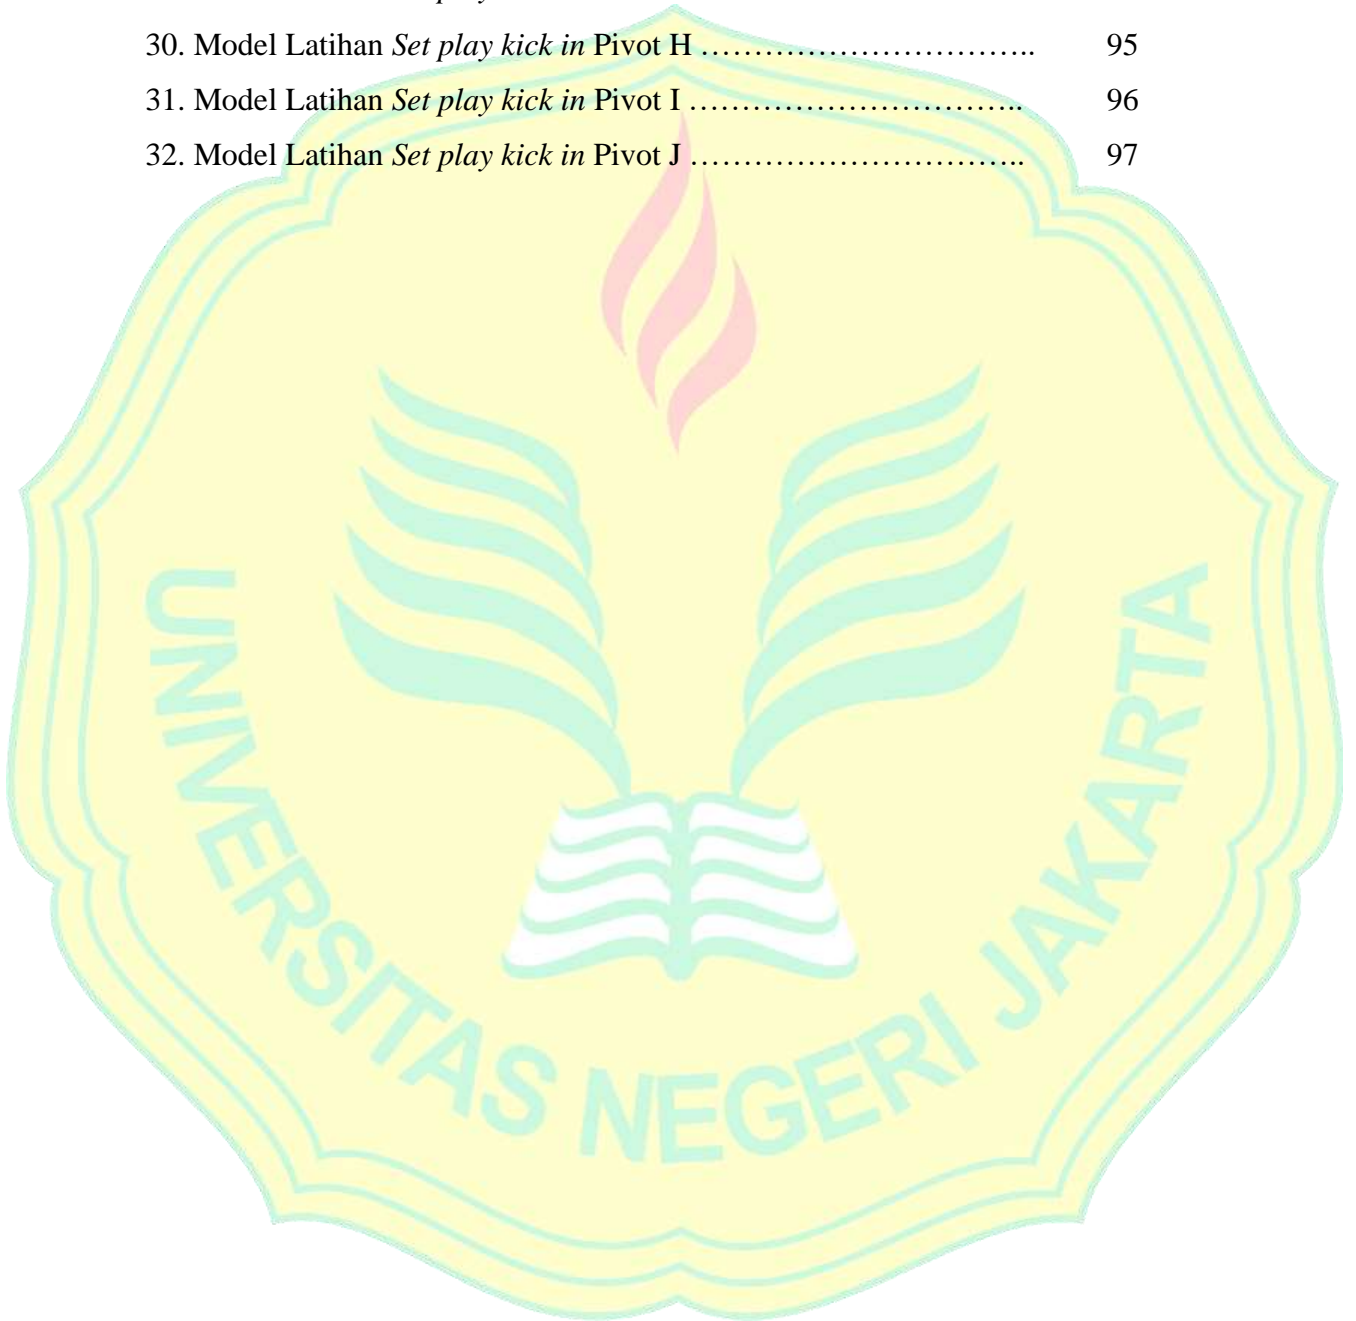 play
30. Model Latihan Set play kick in Pivot H ………………………….. 95
31. Model Latihan Set play kick in Pivot I ………………….……….. 96
32. Model Latihan Set play kick in Pivot J ………………………….. 97
UNIVERSITAS NEGERI JAKARTA